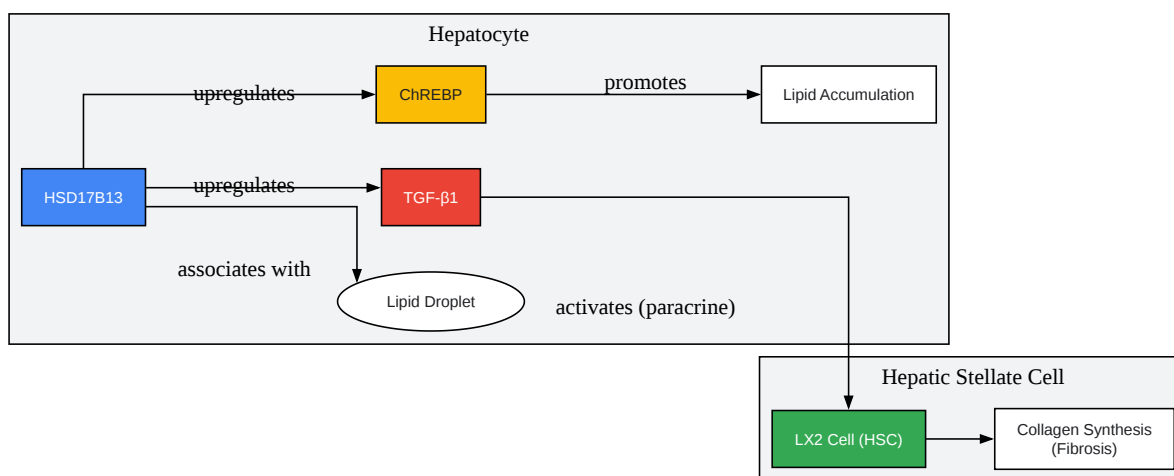 Hepatocyte
upregulates
ChREBP
promotes
Lipid Accumulation
HSD17B13
upregulates
TGF-β1
associates with
Lipid Droplet
activates (paracrine)
Hepatic Stellate Cell
LX2 Cell (HSC)
Collagen Synthesis
(Fibrosis)